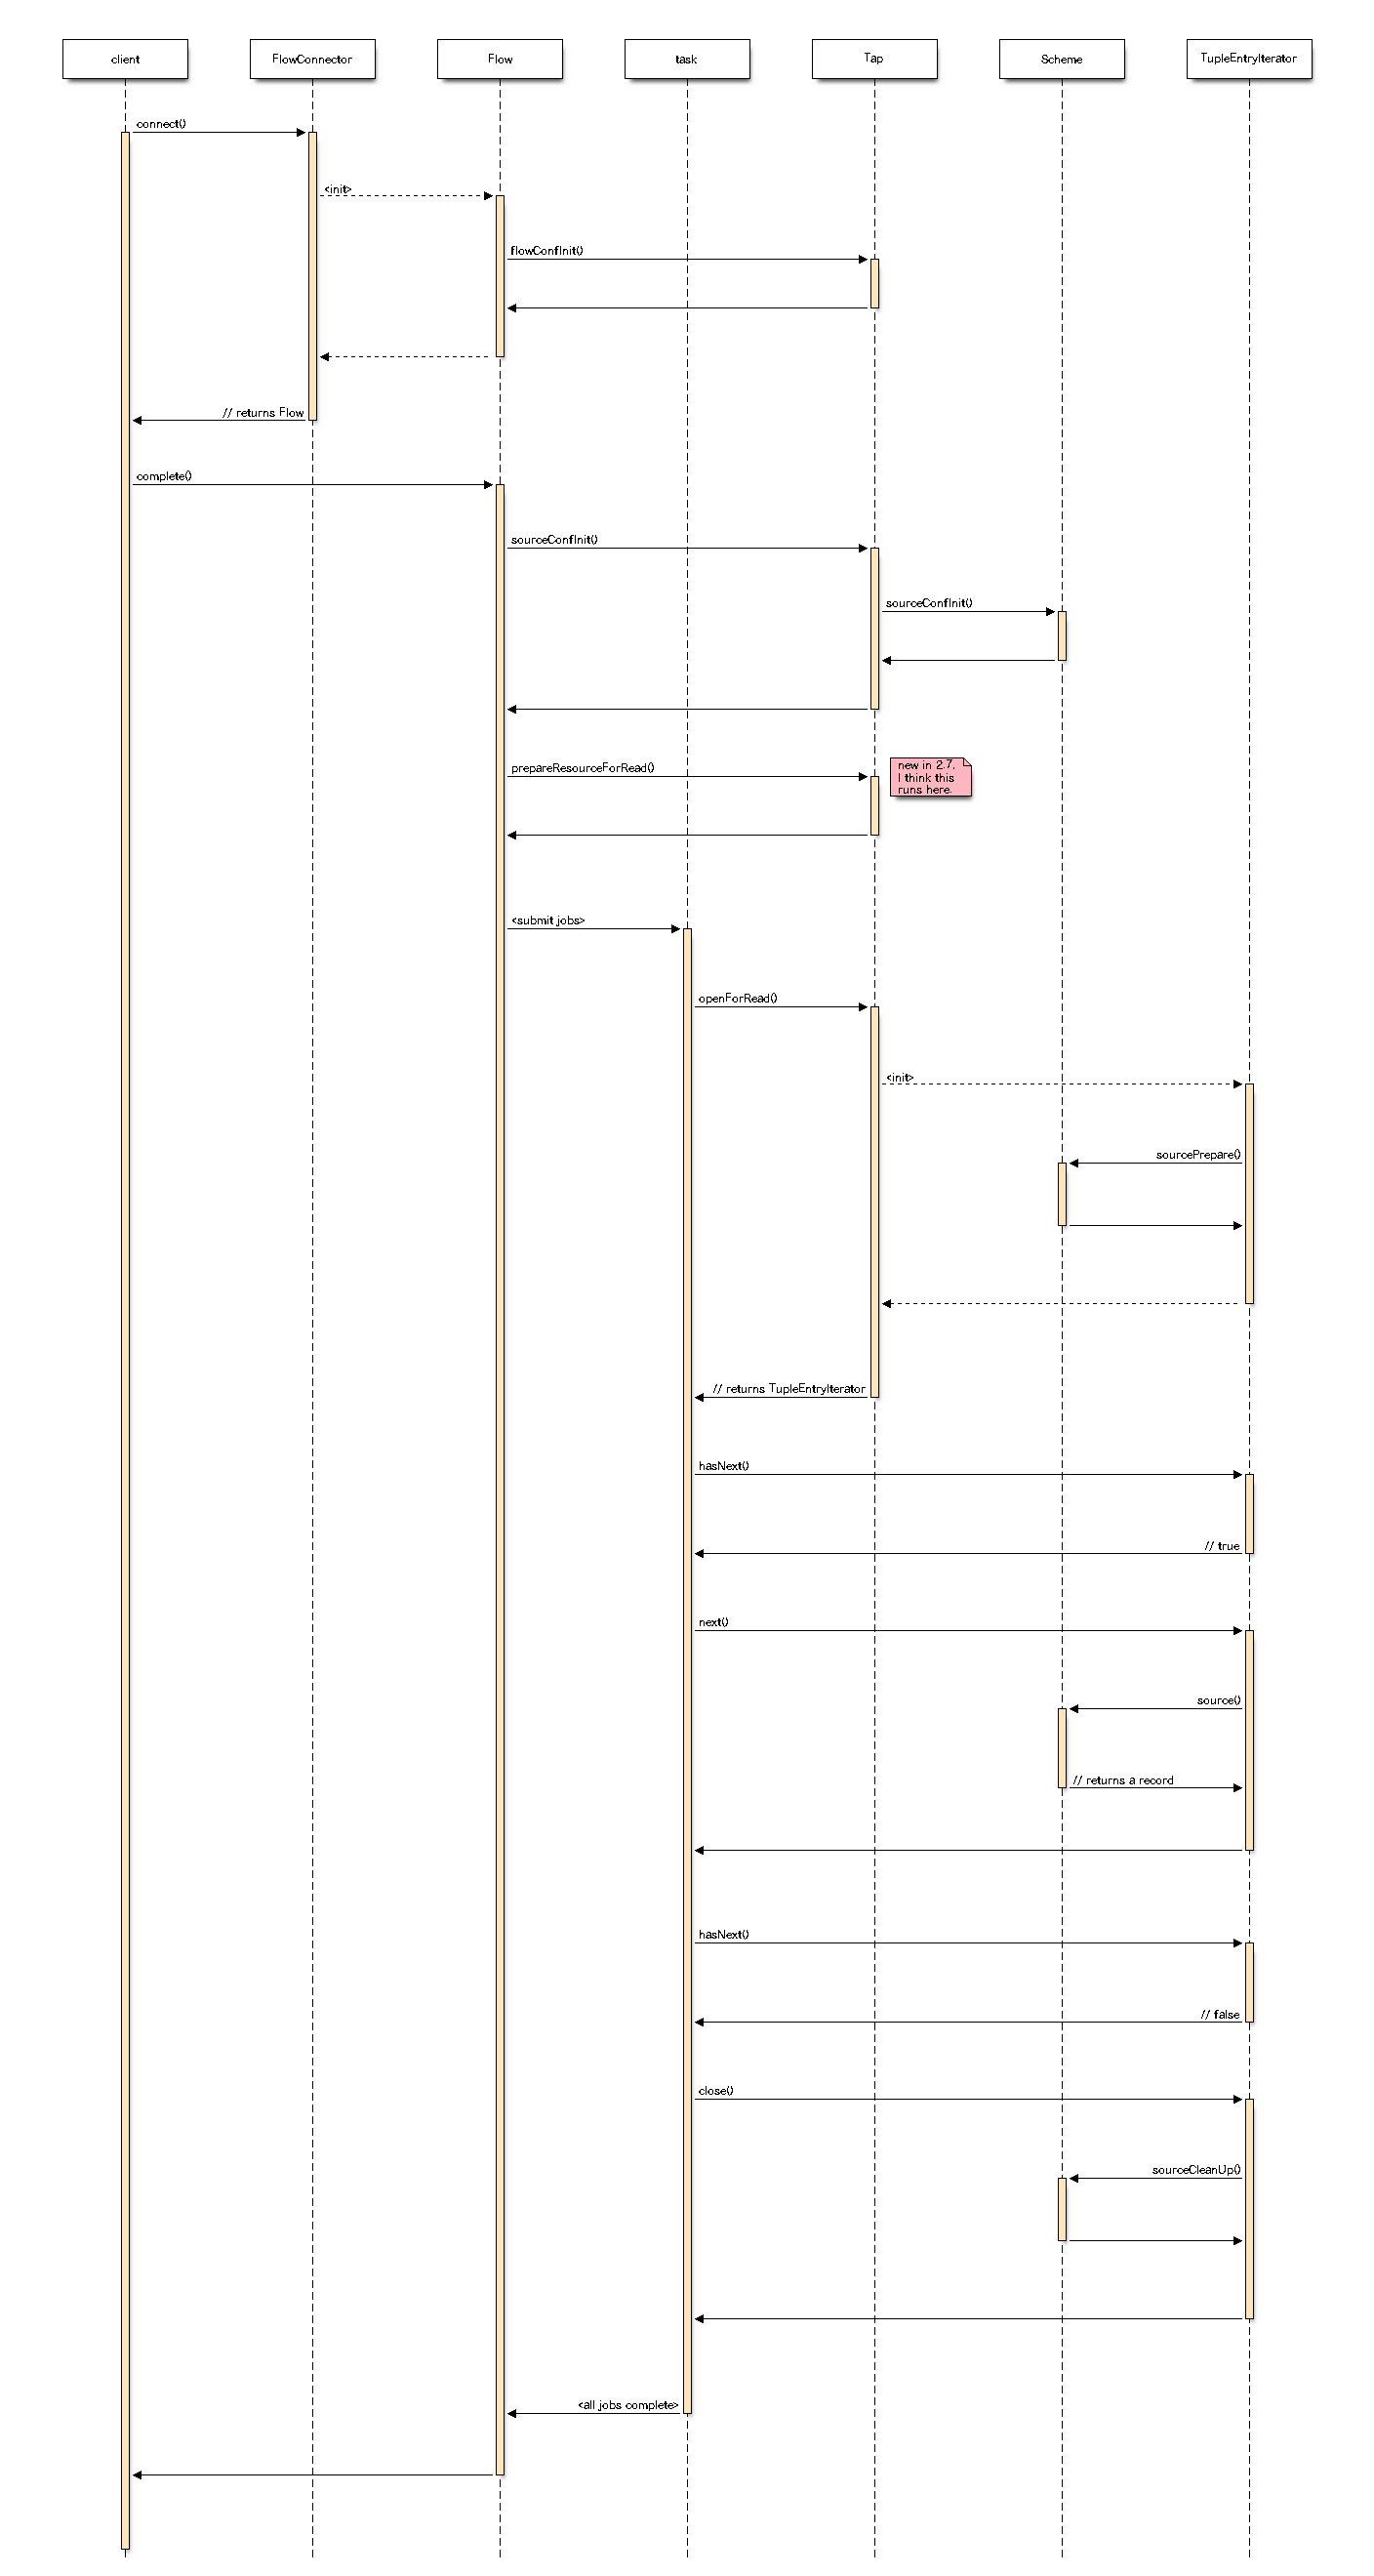 client
FlowConnector
Flow
task
Tap
Scheme
TupleEntryIterator
connect()
<init>
flowConfInit()
// returns Flow
complete()
sourceConfInit()
sourceConfInit()
prepareResourceForRead()
new in 2.7.
I think this
runs here.
<submit jobs>
openForRead()
<init>
sourcePrepare()
// returns TupleEntryIterator
hasNext()
// true
next()
source()
// returns a record
hasNext()
// false
close()
sourceCleanUp()
<all jobs complete>